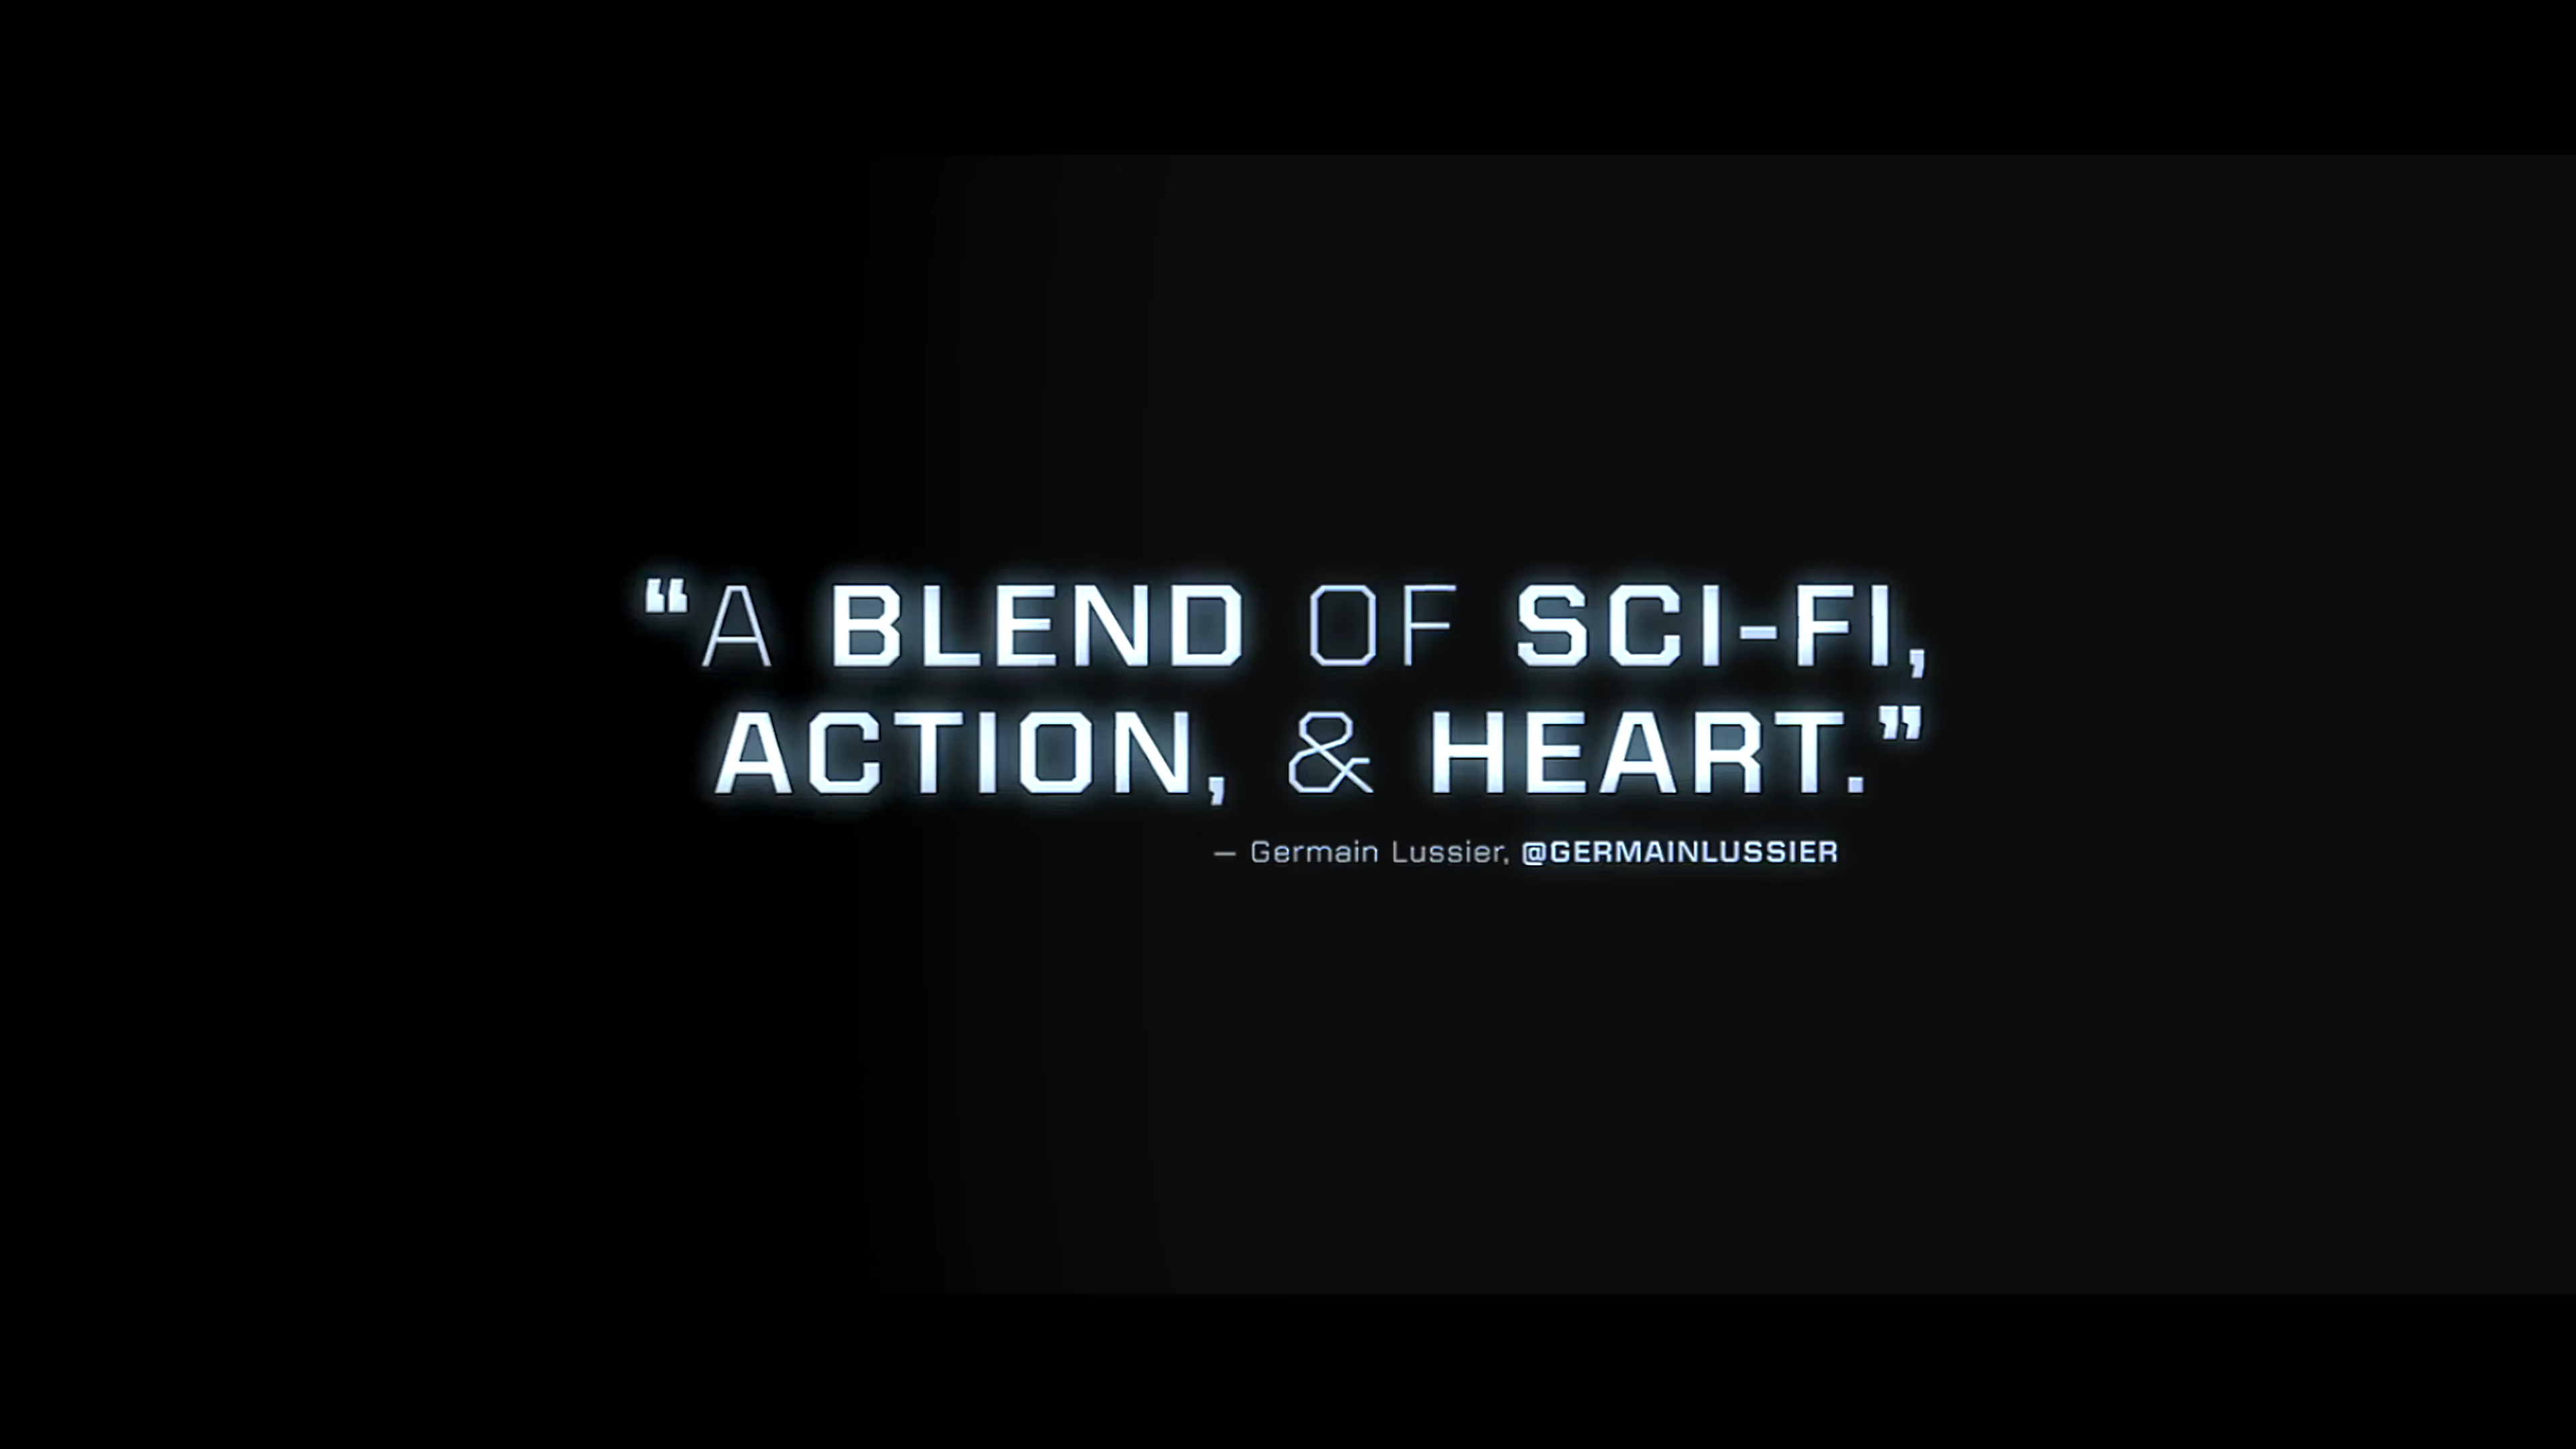 “A BLEND OF SCI-FI,
ACTION, & HEART.”
– Germain Lussier, @GERMAINLUSSIER